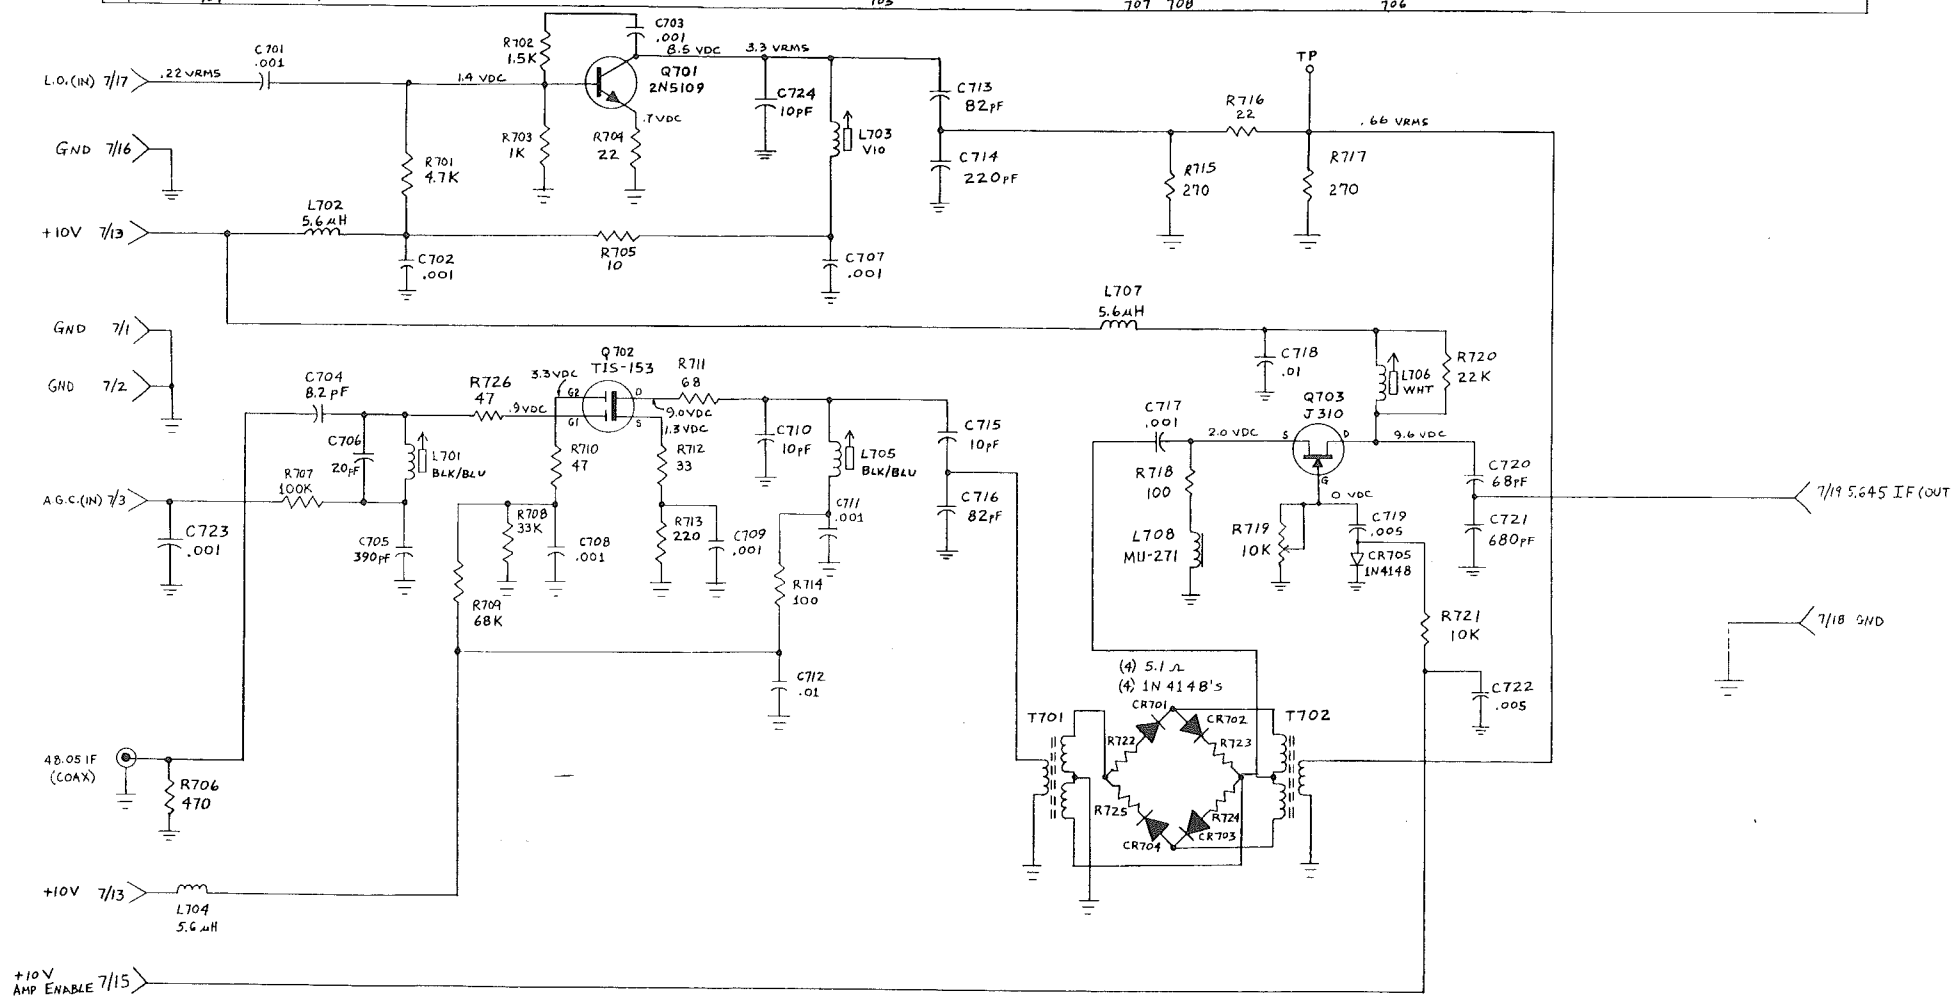 703
707 708
706
C703
.001
R702
1.5K
8.5 VDC
3.3 VRMS
C701
.001
L.O.(IN) 7/17
.22 VRMS
1.4 VDC
Q701
2N5109
TP
C724
10pF
C713
82pF
R716
22
.66 VRMS
.7VDC
R703
1K
R704
22
L703
VIO
GND 7/16
R701
4.7K
C714
220pF
R715
270
R717
270
L702
5.6µH
+10V 7/13
R705
10
C702
.001
C707
.001
L707
5.6µH
GND 7/1
Q702
TIS-153
C718
.01
L706
WHT
R720
22K
GND 7/2
C704
8.2pF
R726
47
3.3VDC
G2
D
R711
68
.9VDC
G1
S
9.0VDC
1.3VDC
Q703
J310
C717
.001
2.0 VDC
S
D
9.6 VDC
G
C706
20pF
L701
BLK/BLU
R710
47
R712
33
C710
10pF
L705
BLK/BLU
C715
10pF
R718
100
C720
68pF
R707
100K
A.G.C.(IN) 7/3
C723
.001
C705
390pF
R708
33K
C708
.001
R713
220
C709
.001
C711
.001
C716
82pF
0 VDC
7/19 5.645 IF (OUT
L708
MU-271
R719
10K
C719
.005
CR705
1N4148
C721
680pF
R709
68K
R714
100
R721
10K
7/18 GND
C712
.01
(4) 5.1 Ω
(4) 1N4148's
C722
.005
T701
CR701
CR702
T702
R722
R723
48.05 IF
(COAX)
R706
470
R725
R724
CR704
CR703
+10V 7/13
L704
5.6µH
+10V
AMP ENABLE 7/15